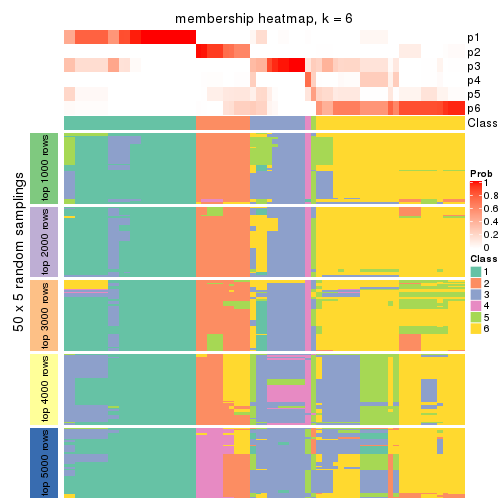 membership heatmap, k = 6
p1
p2
p3
p4
p5
p6
Class
50 x 5 random samplings
top 1000 rows
top 2000 rows
top 3000 rows
top 4000 rows
top 5000 rows
Prob
1
0.8
0.6
0.4
0.2
0
Class
1
2
3
4
5
6